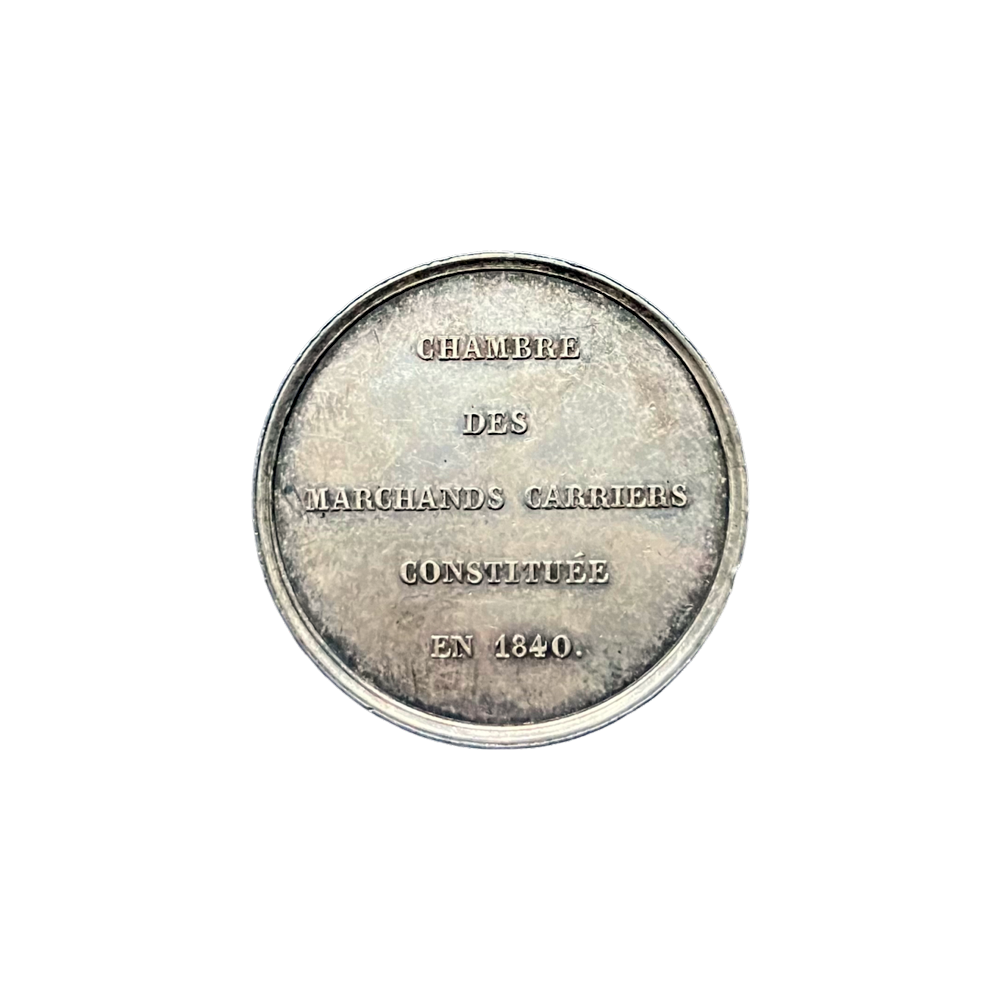 CHAMBRE
DES
MARCHANDS CARRIERS
CONSTITUÉE
EN 1840.